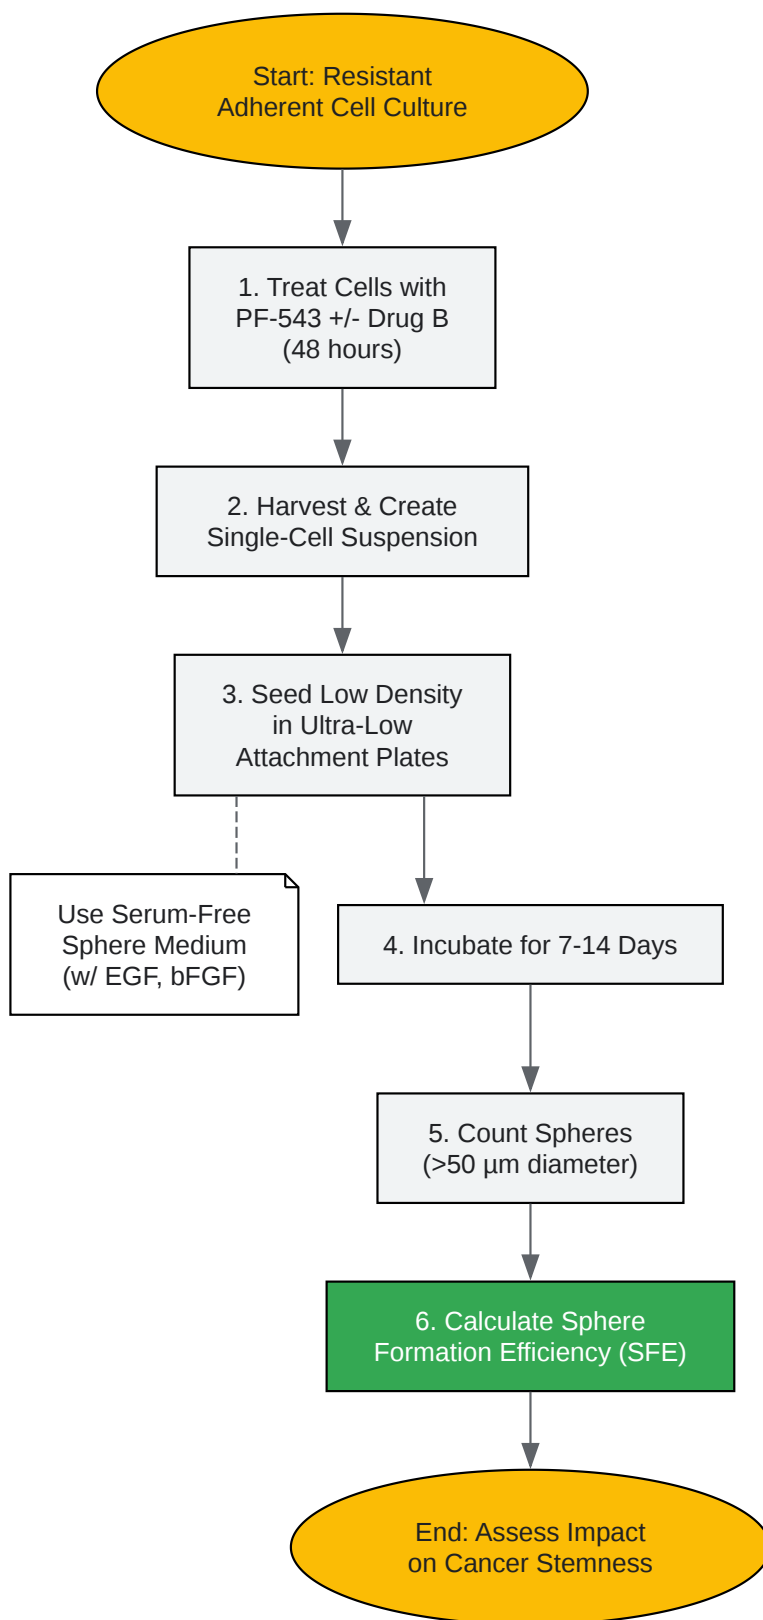 Start: Resistant
Adherent Cell Culture
1. Treat Cells with
PF-543 +/- Drug B
(48 hours)
2. Harvest & Create
Single-Cell Suspension
3. Seed Low Density
in Ultra-Low
Attachment Plates
Use Serum-Free
Sphere Medium
(w/ EGF, bFGF)
4. Incubate for 7-14 Days
5. Count Spheres
(>50 µm diameter)
6. Calculate Sphere
Formation Efficiency (SFE)
End: Assess Impact
on Cancer Stemness